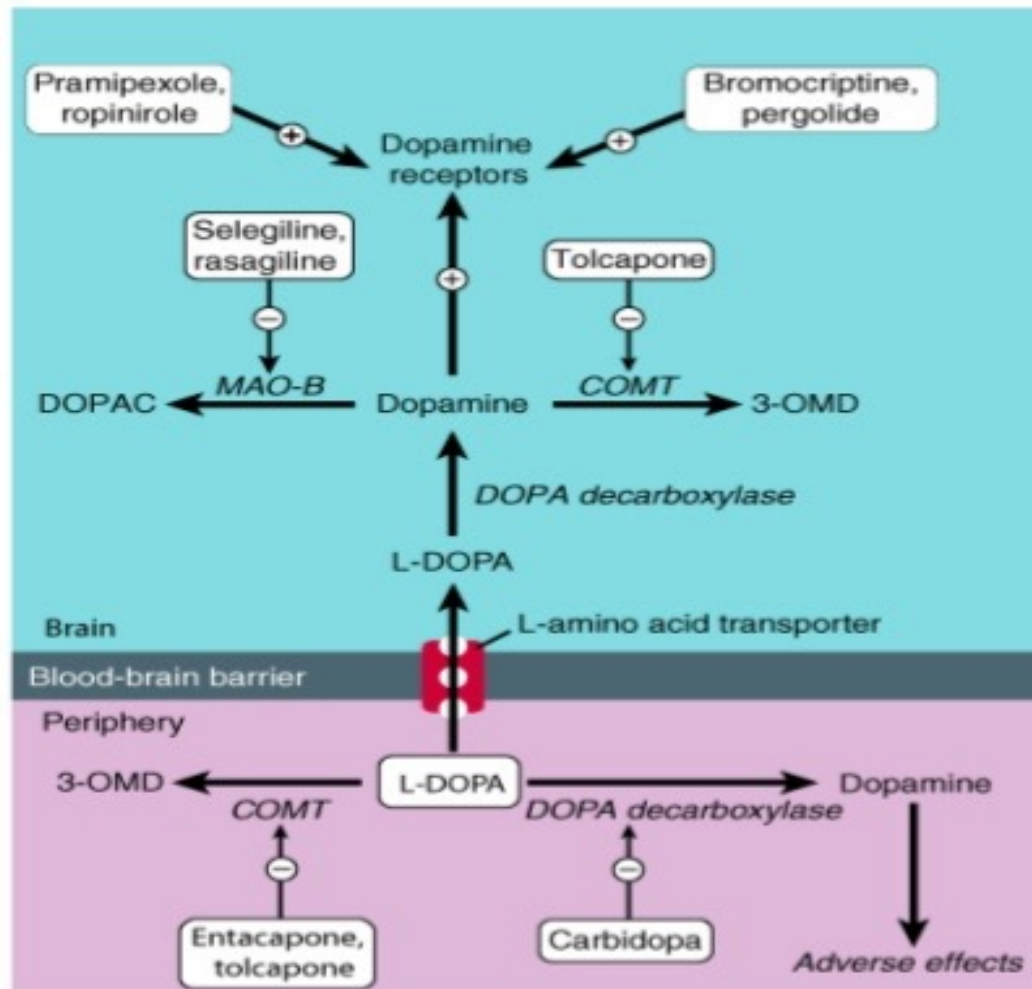 Pramipexole,
ropinirole
Bromocriptine,
pergolide
Dopamine
receptors
Selegiline,
rasagiline
Tolcapone
+
+
+
−
−
MAO-B
COMT
DOPAC
Dopamine
3-OMD
DOPA decarboxylase
L-DOPA
L-amino acid transporter
Brain
Blood-brain barrier
Periphery
3-OMD
L-DOPA
Dopamine
COMT
DOPA decarboxylase
−
−
Entacapone,
tolcapone
Carbidopa
Adverse effects